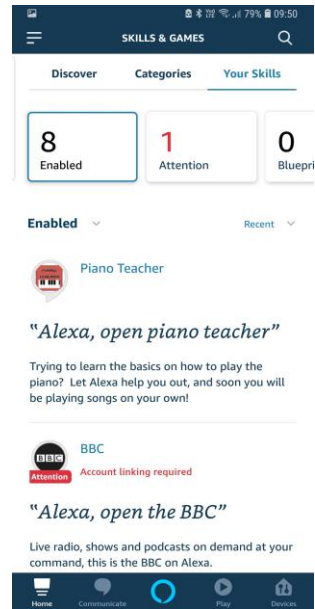 79% 09:50
SKILLS & GAMES
Discover Categories Your Skills
8 1 0
Enabled Attention Bluepri
Enabled Recent
Piano Teacher
"Alexa, open piano teacher"
Trying to learn the basics on how to play the
piano? Let Alexa help you out, and soon you will
be playing songs on your own!
BBC
BBC
Attention
Account linking required
"Alexa, open the BBC"
Live radio, shows and podcasts on demand at your
command, this is the BBC on Alexa.
Home Communicate Play Devices